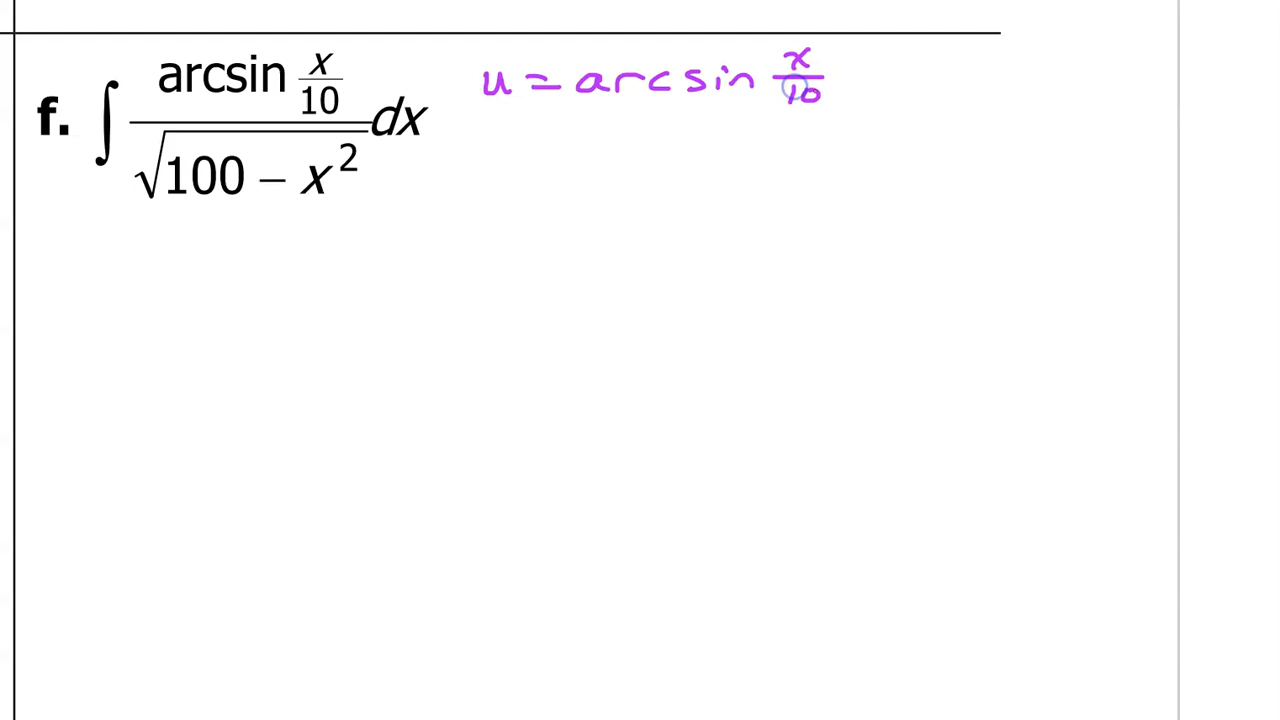 f. ∫ arcsin x/10 / √(100 − x²) dx u = arcsin x/10